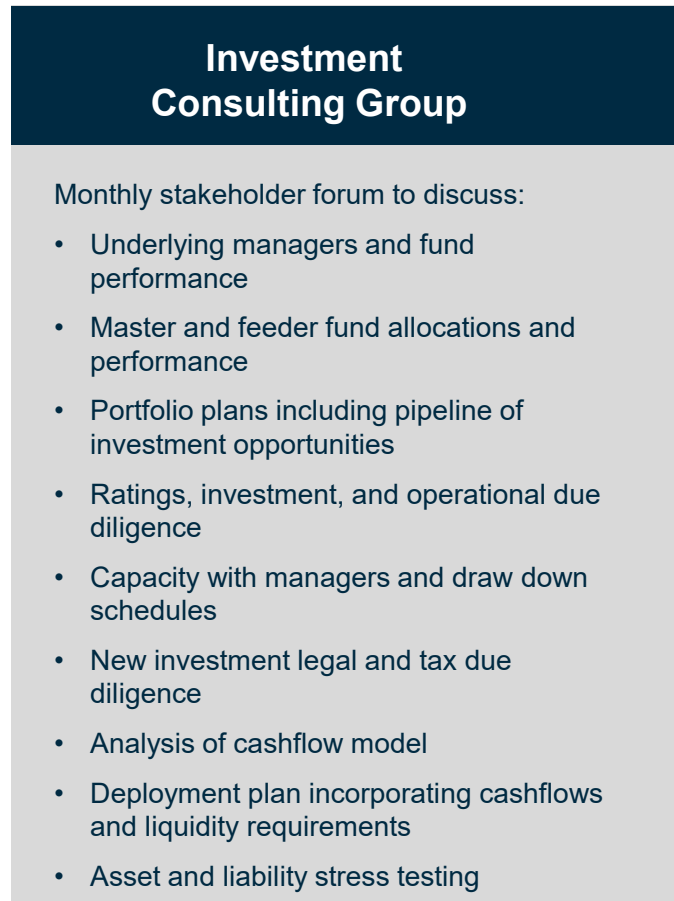 Investment
Consulting Group
Monthly stakeholder forum to discuss:
• Underlying managers and fund
performance
• Master and feeder fund allocations and
performance
• Portfolio plans including pipeline of
investment opportunities
• Ratings, investment, and operational due
diligence
• Capacity with managers and draw down
schedules
• New investment legal and tax due
diligence
• Analysis of cashflow model
• Deployment plan incorporating cashflows
and liquidity requirements
• Asset and liability stress testing